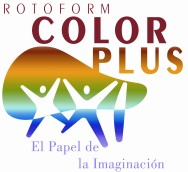 ROTOFORM
COLOR
PLUS
El Papel de
la Imaginación